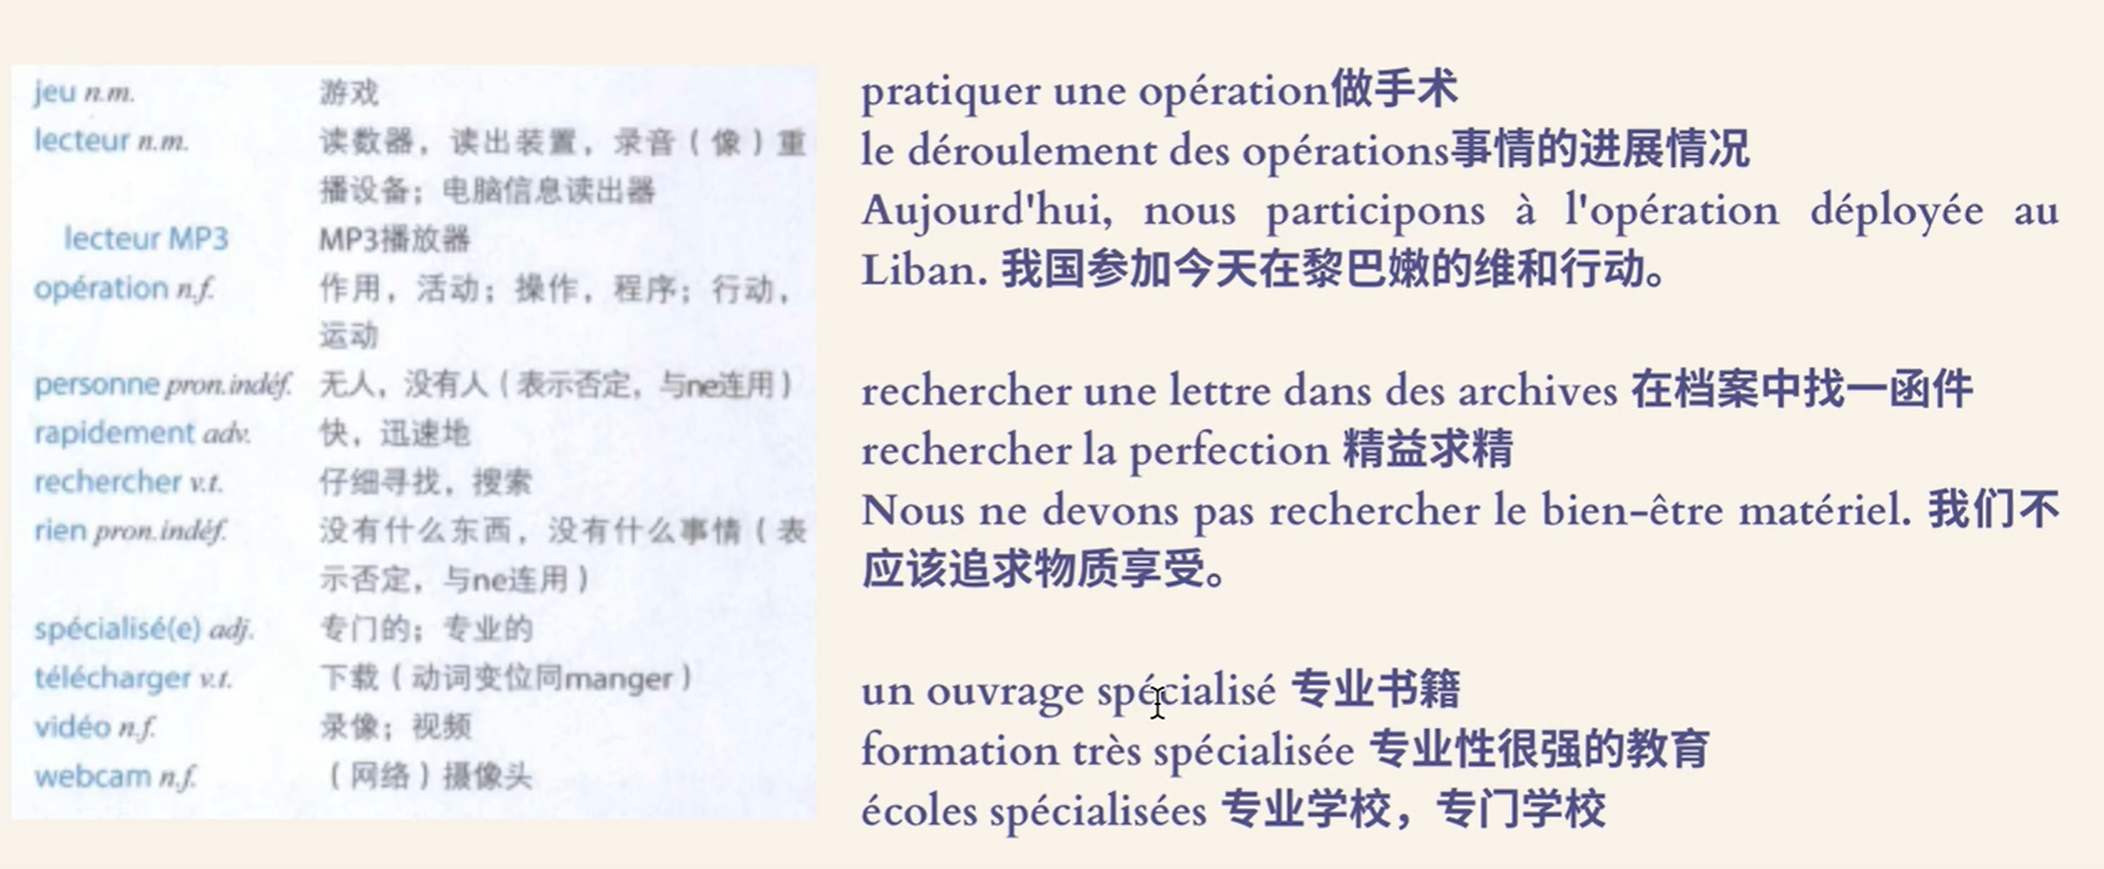 jeu n.m. 游戏
lecteur n.m. 读数器，读出装置，录音（像）重
播设备；电脑信息读出器
lecteur MP3 MP3播放器
opération n.f. 作用，活动；操作，程序；行动，
运动
personne pron.indéf. 无人，没有人（表示否定，与ne连用）
rapidement adv. 快，迅速地
rechercher v.t. 仔细寻找，搜索
rien pron.indéf. 没有什么东西，没有什么事情（表
示否定，与ne连用）
spécialisé(e) adj. 专门的；专业的
télécharger v.t. 下载（动词变位同manger）
vidéo n.f. 录像；视频
webcam n.f. （网络）摄像头
pratiquer une opération做手术
le déroulement des opérations事情的进展情况
Aujourd'hui, nous participons à l'opération déployée au
Liban. 我国参加今天在黎巴嫩的维和行动。
rechercher une lettre dans des archives 在档案中找一函件
rechercher la perfection 精益求精
Nous ne devons pas rechercher le bien-être matériel. 我们不
应该追求物质享受。
un ouvrage spécialisé 专业书籍
formation très spécialisée 专业性很强的教育
écoles spécialisées 专业学校，专门学校